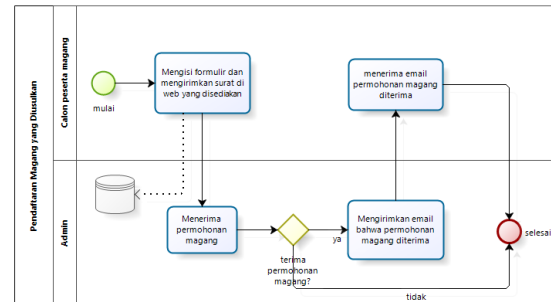 Pendaftaran Magang yang Diusulkan
Calon peserta magang
mulai
Mengisi formulir dan
mengirimkan surat di
web yang disediakan
menerima email
permohonan magang
diterima
Admin
Menerima
permohonan
magang
terima
permohonan
magang?
ya
Mengirimkan email
bahwa permohonan
magang diterima
selesai
tidak